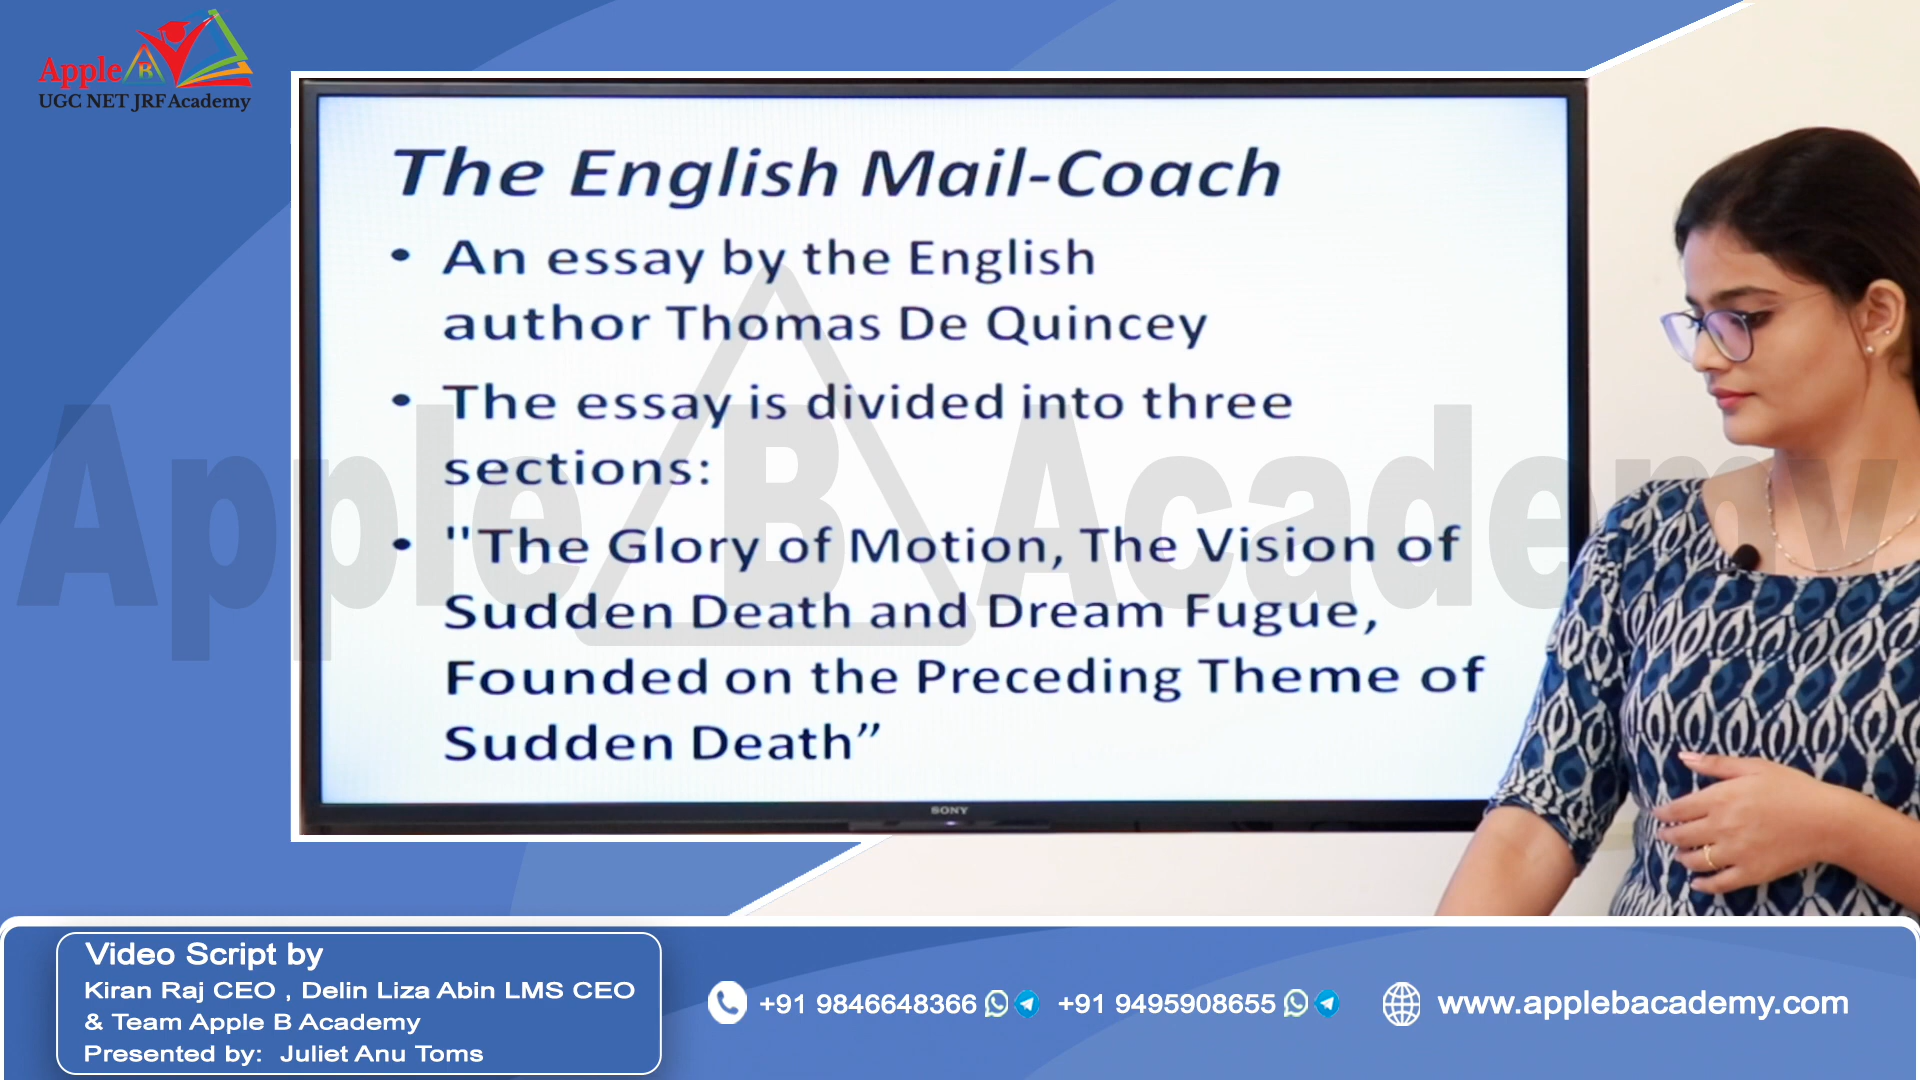 Apple B
UGC NET JRF Academy
The English Mail-Coach
• An essay by the English
author Thomas De Quincey
• The essay is divided into three
sections:
• "The Glory of Motion, The Vision of
Sudden Death and Dream Fugue,
Founded on the Preceding Theme of
Sudden Death”
SONY
Apple B Academy
Video Script by
Kiran Raj CEO , Delin Liza Abin LMS CEO
& Team Apple B Academy
Presented by: Juliet Anu Toms
+91 9846648366 +91 9495908655 www.applebacademy.com